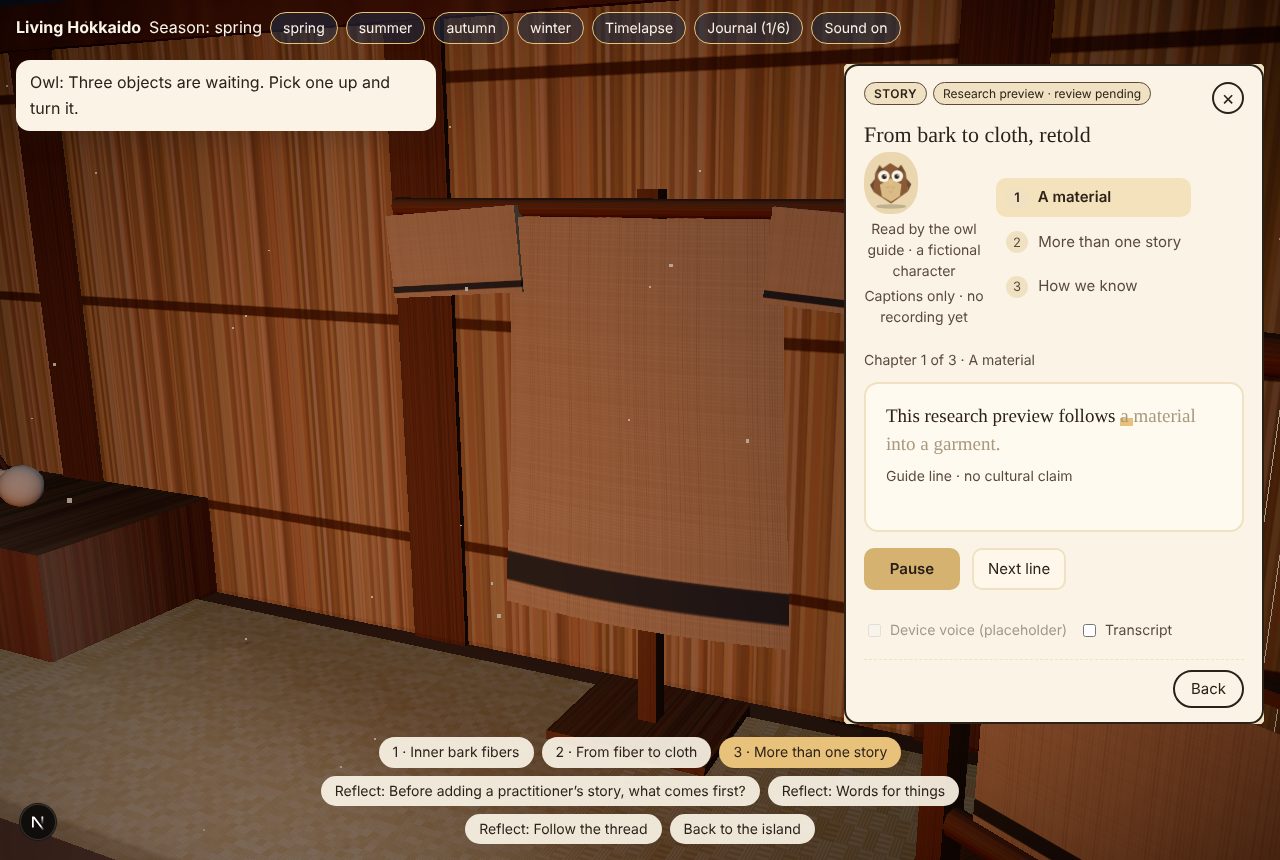 Living Hokkaido Season: spring spring summer autumn winter Timelapse Journal (1/6) Sound on
Owl: Three objects are waiting. Pick one up and
turn it.
STORY Research preview · review pending ✕
From bark to cloth, retold
Read by the owl
guide · a fictional
character
Captions only · no
recording yet
1 A material
2 More than one story
3 How we know
Chapter 1 of 3 · A material
This research preview follows a material
into a garment.
Guide line · no cultural claim
Pause Next line
Device voice (placeholder) Transcript
Back
1 · Inner bark fibers 2 · From fiber to cloth 3 · More than one story
Reflect: Before adding a practitioner’s story, what comes first? Reflect: Words for things
Reflect: Follow the thread Back to the island
N